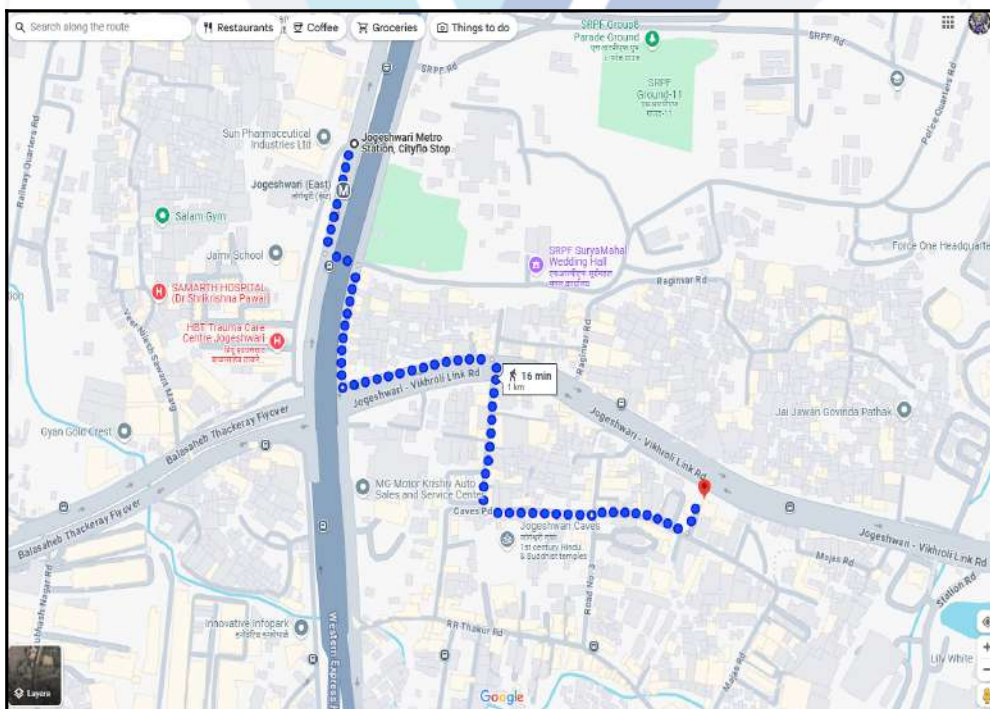 Search along the route
Restaurants
Coffee
Groceries
Things to do
SRPF Group8
Parade Ground
SRPF Rd
SRPF Rd
SRPF
Ground-11
Police Quarters Rd
Railway Quarters Rd
Sun Pharmaceutical
Industries Ltd
Jogeshwari Metro
Station, Cityflo Stop
Jogeshwari (East)
M
Salam Gym
SRPF SuryaMahal
Wedding Hall
Force One Headquarte
H
SAMARTH HOSPITAL
(Dr Shrikrishna Pawar
Raginvar Rd
HBT Trauma Care
Centre Jogeshwari
H
Raginvar Rd
16 min
1 km
Jogeshwari - Vikhroli Link Rd
Jogeshwari - Vikhroli Link Rd
Jai Jawan Govinda Pathak
Gyan Gold Crest
Balasaheb Thackeray Flyover
MG Motor Krishiv Auto
Sales and Service Center
Caves Rd
Jogeshwari Caves
1st century Hindu
& Buddhist temples
Balasaheb Thackeray Flyover
Jogeshwari - Vikhroli Link Rd
Majas Rd
Road No. 3
Station Rd
Subhash Nagar Rd
Innovative Infopark
RR Thakur Rd
Western Express
Majas Rd
Lily White
Layers
Google